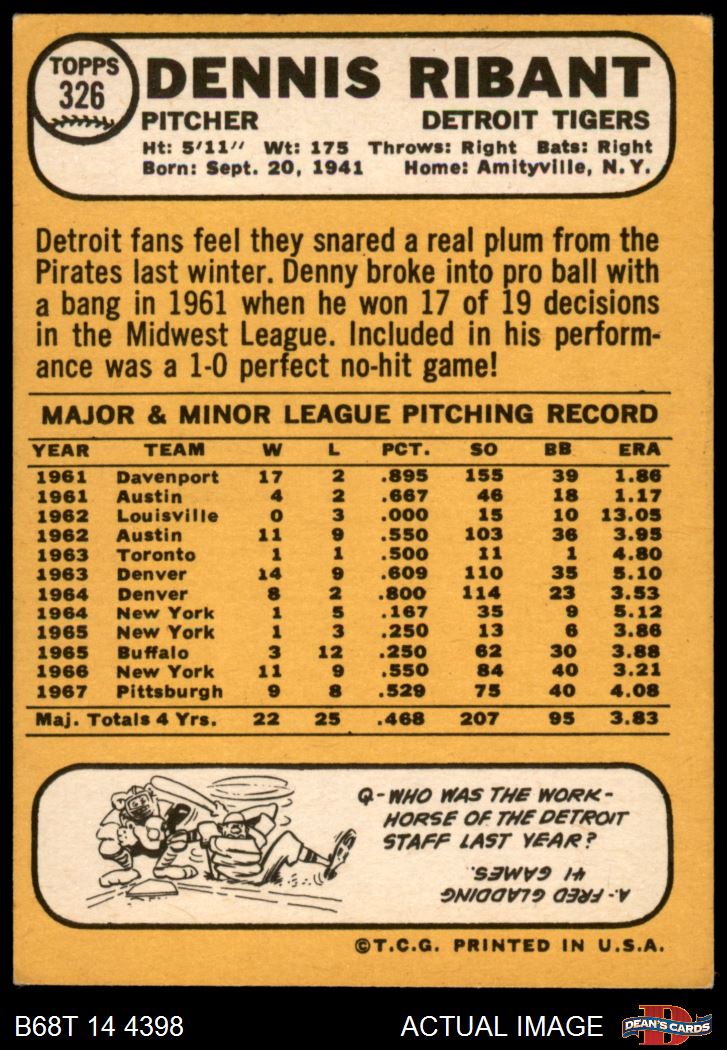 TOPPS
326
DENNIS RIBANT
PITCHER DETROIT TIGERS
Ht: 5'11" Wt: 175 Throws: Right Bats: Right
Born: Sept. 20, 1941 Home: Amityville, N.Y.
Detroit fans feel they snared a real plum from the
Pirates last winter. Denny broke into pro ball with
a bang in 1961 when he won 17 of 19 decisions
in the Midwest League. Included in his perform-
ance was a 1-0 perfect no-hit game!
MAJOR & MINOR LEAGUE PITCHING RECORD
YEAR TEAM W L PCT. SO BB ERA
1961 Davenport 17 2 .895 155 39 1.86
1961 Austin 4 2 .667 46 18 1.17
1962 Louisville 0 3 .000 15 10 13.05
1962 Austin 11 9 .550 103 36 3.95
1963 Toronto 1 1 .500 11 1 4.80
1963 Denver 14 9 .609 110 35 5.10
1964 Denver 8 2 .800 114 23 3.53
1964 New York 1 5 .167 35 9 5.12
1965 New York 1 3 .250 13 6 3.86
1965 Buffalo 3 12 .250 62 30 3.88
1966 New York 11 9 .550 84 40 3.21
1967 Pittsburgh 9 8 .529 75 40 4.08
Maj. Totals 4 Yrs. 22 25 .468 207 95 3.83
Q-WHO WAS THE WORK-
HORSE OF THE DETROIT
STAFF LAST YEAR?
A-FRED GLADDING
41 GAMES.
©T.C.G. PRINTED IN U.S.A.
B68T 14 4398 ACTUAL IMAGE D DEAN'S CARDS